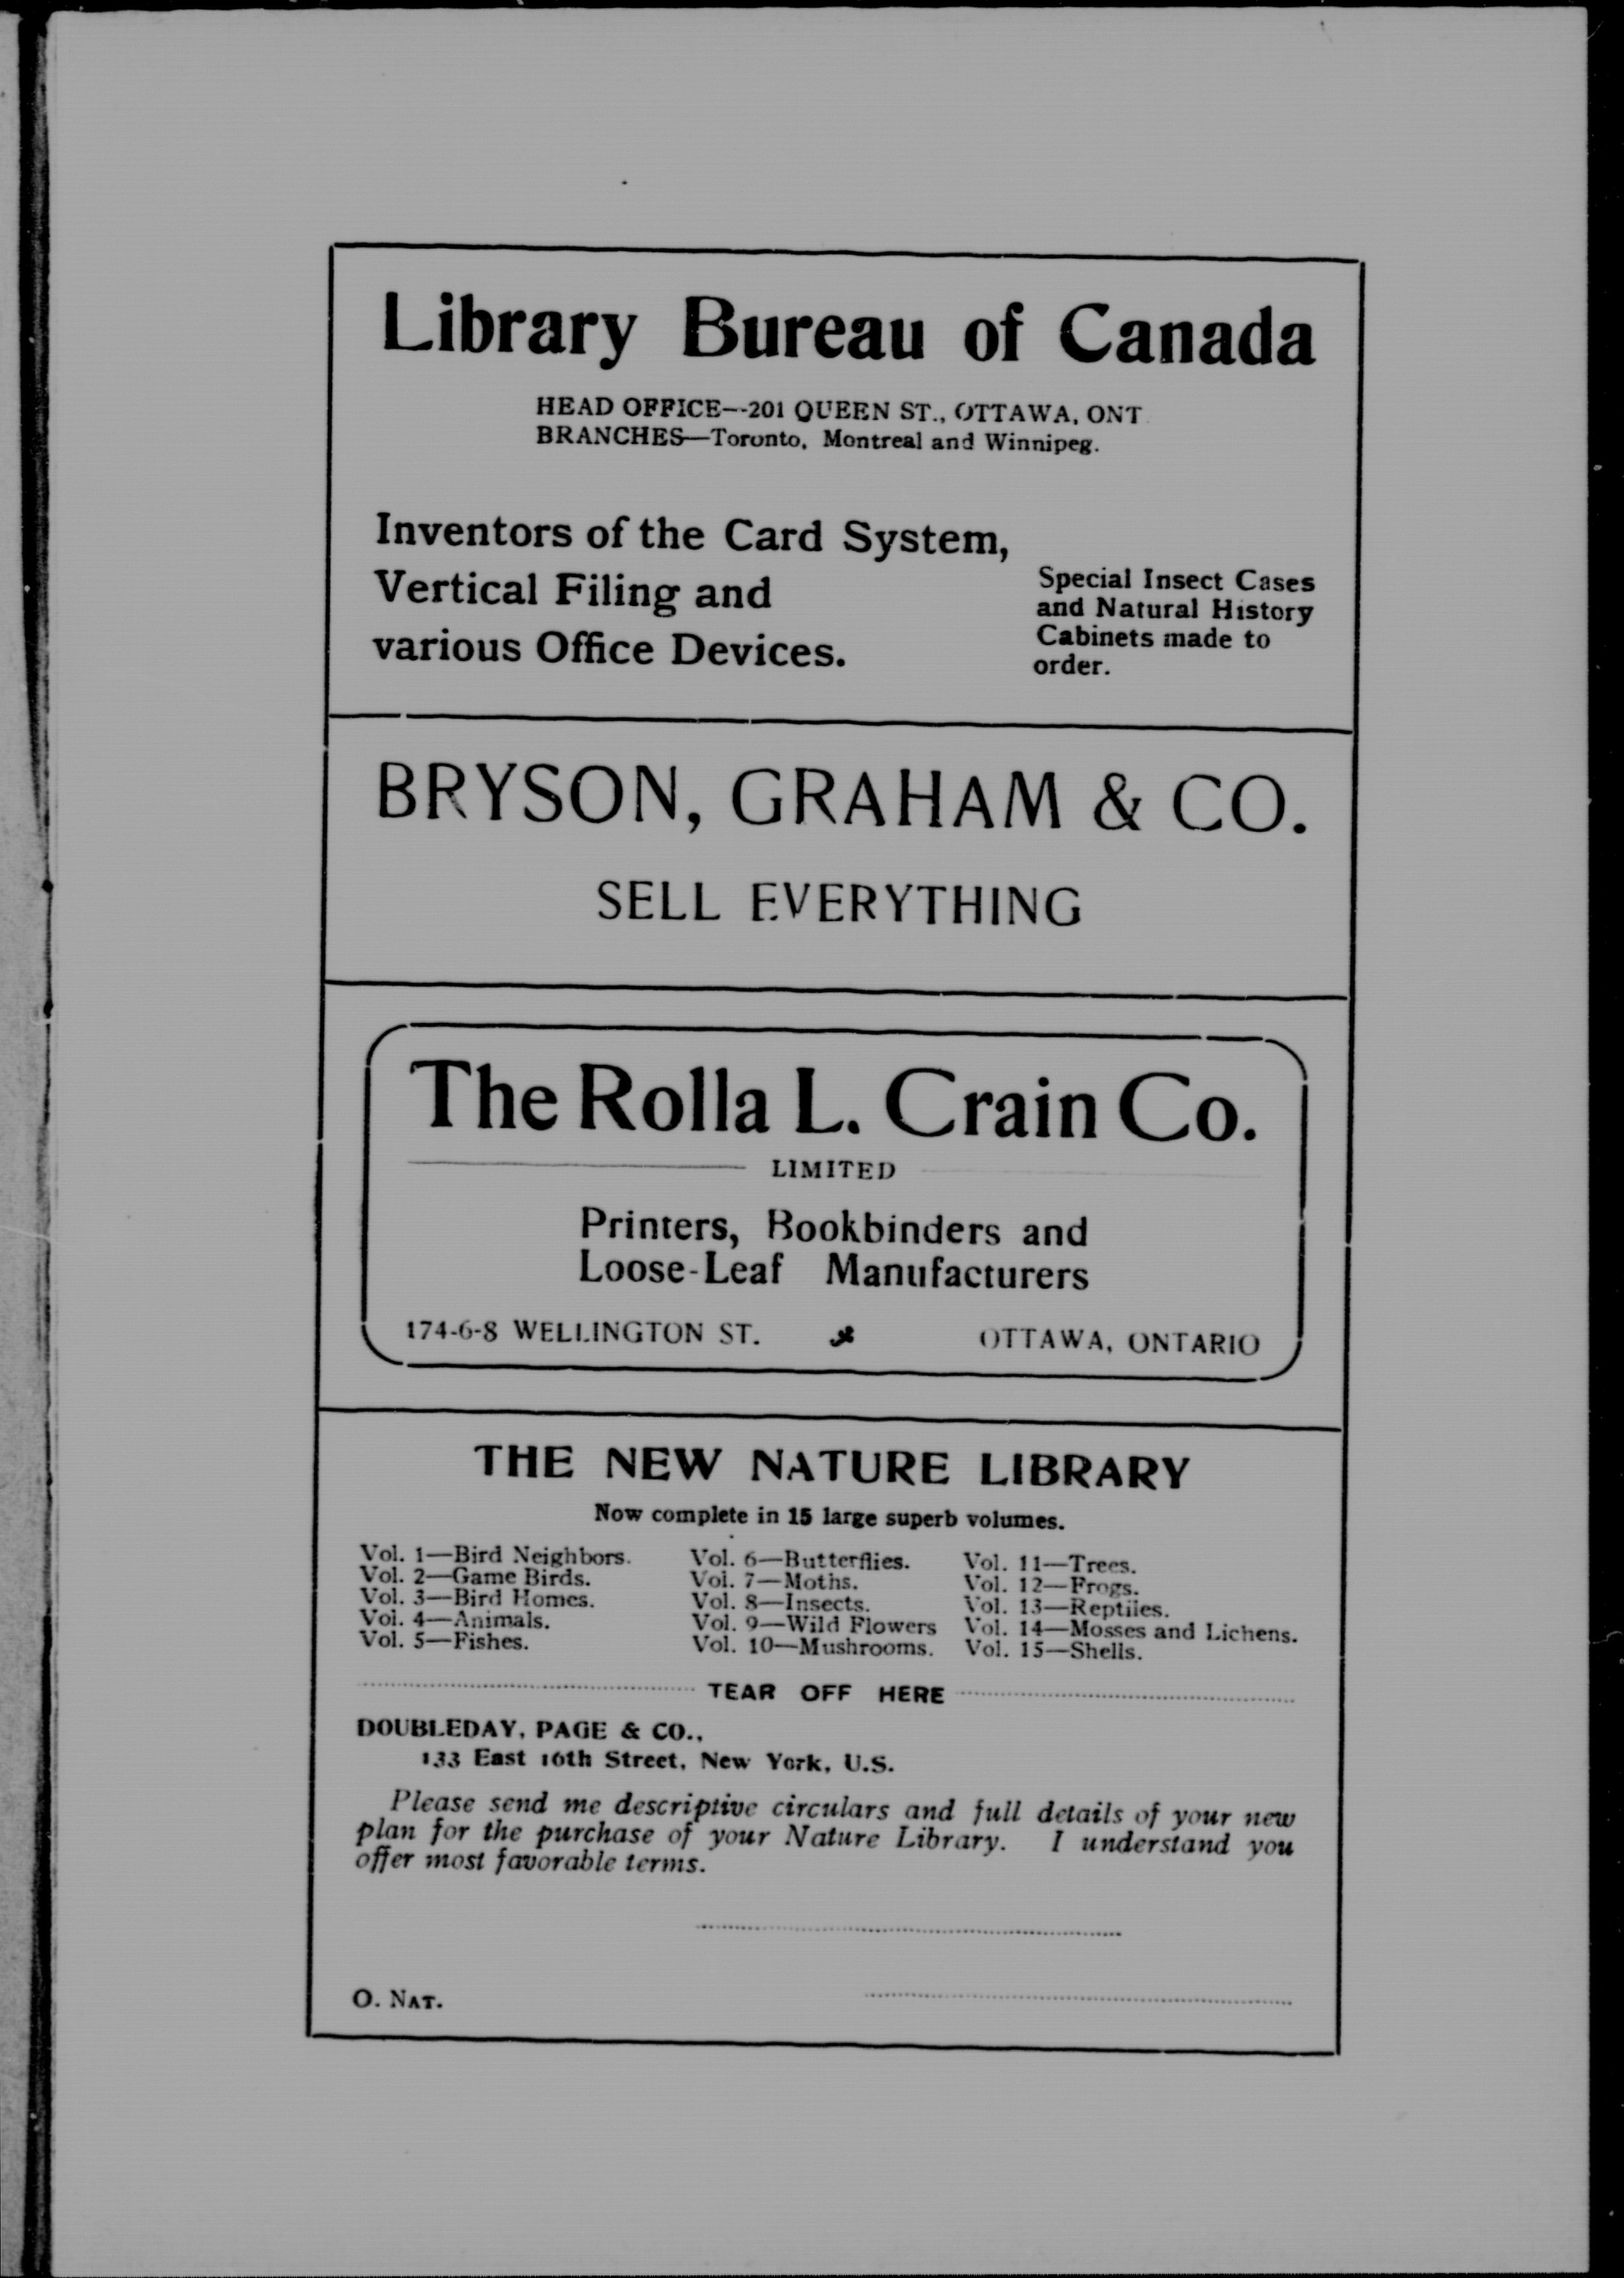 Library Bureau of Canada
HEAD OFFICE--201 QUEEN ST., OTTAWA, ONT
BRANCHES—Toronto, Montreal and Winnipeg.
Inventors of the Card System,
Vertical Filing and
various Office Devices.
Special Insect Cases
and Natural History
Cabinets made to
order.
BRYSON, GRAHAM & CO.
SELL EVERYTHING
The Rolla L. Crain Co.
LIMITED
Printers, Bookbinders and
Loose-Leaf Manufacturers
174-6-8 WELLINGTON ST. OTTAWA, ONTARIO
THE NEW NATURE LIBRARY
Now complete in 15 large superb volumes.
Vol. 1—Bird Neighbors.
Vol. 2—Game Birds.
Vol. 3—Bird Homes.
Vol. 4—Animals.
Vol. 5—Fishes.
Vol. 6—Butterflies.
Vol. 7—Moths.
Vol. 8—Insects.
Vol. 9—Wild Flowers
Vol. 10—Mushrooms.
Vol. 11—Trees.
Vol. 12—Frogs.
Vol. 13—Reptiles.
Vol. 14—Mosses and Lichens.
Vol. 15—Shells.
TEAR OFF HERE
DOUBLEDAY, PAGE & CO.,
133 East 16th Street, New York, U.S.
Please send me descriptive circulars and full details of your new
plan for the purchase of your Nature Library. I understand you
offer most favorable terms.
O. NAT.